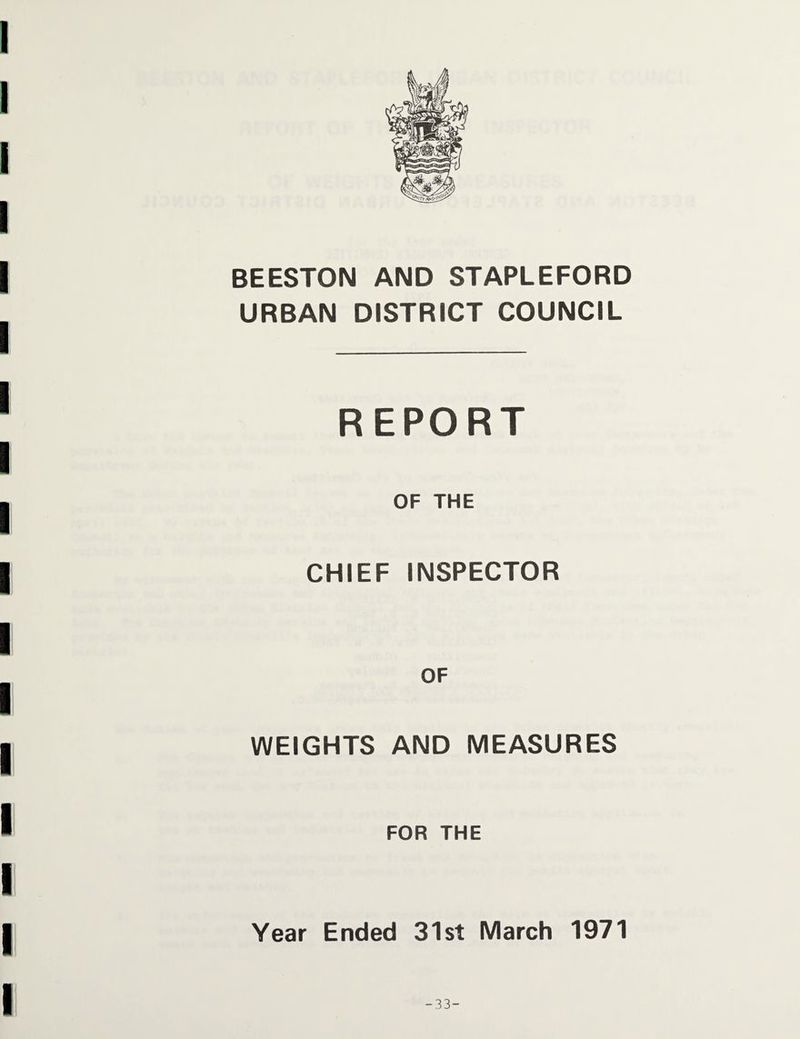 BEESTON AND STAPLEFORD
URBAN DISTRICT COUNCIL
REPORT
OF THE
CHIEF INSPECTOR
OF
WEIGHTS AND MEASURES
FOR THE
Year Ended 31st March 1971
-33-